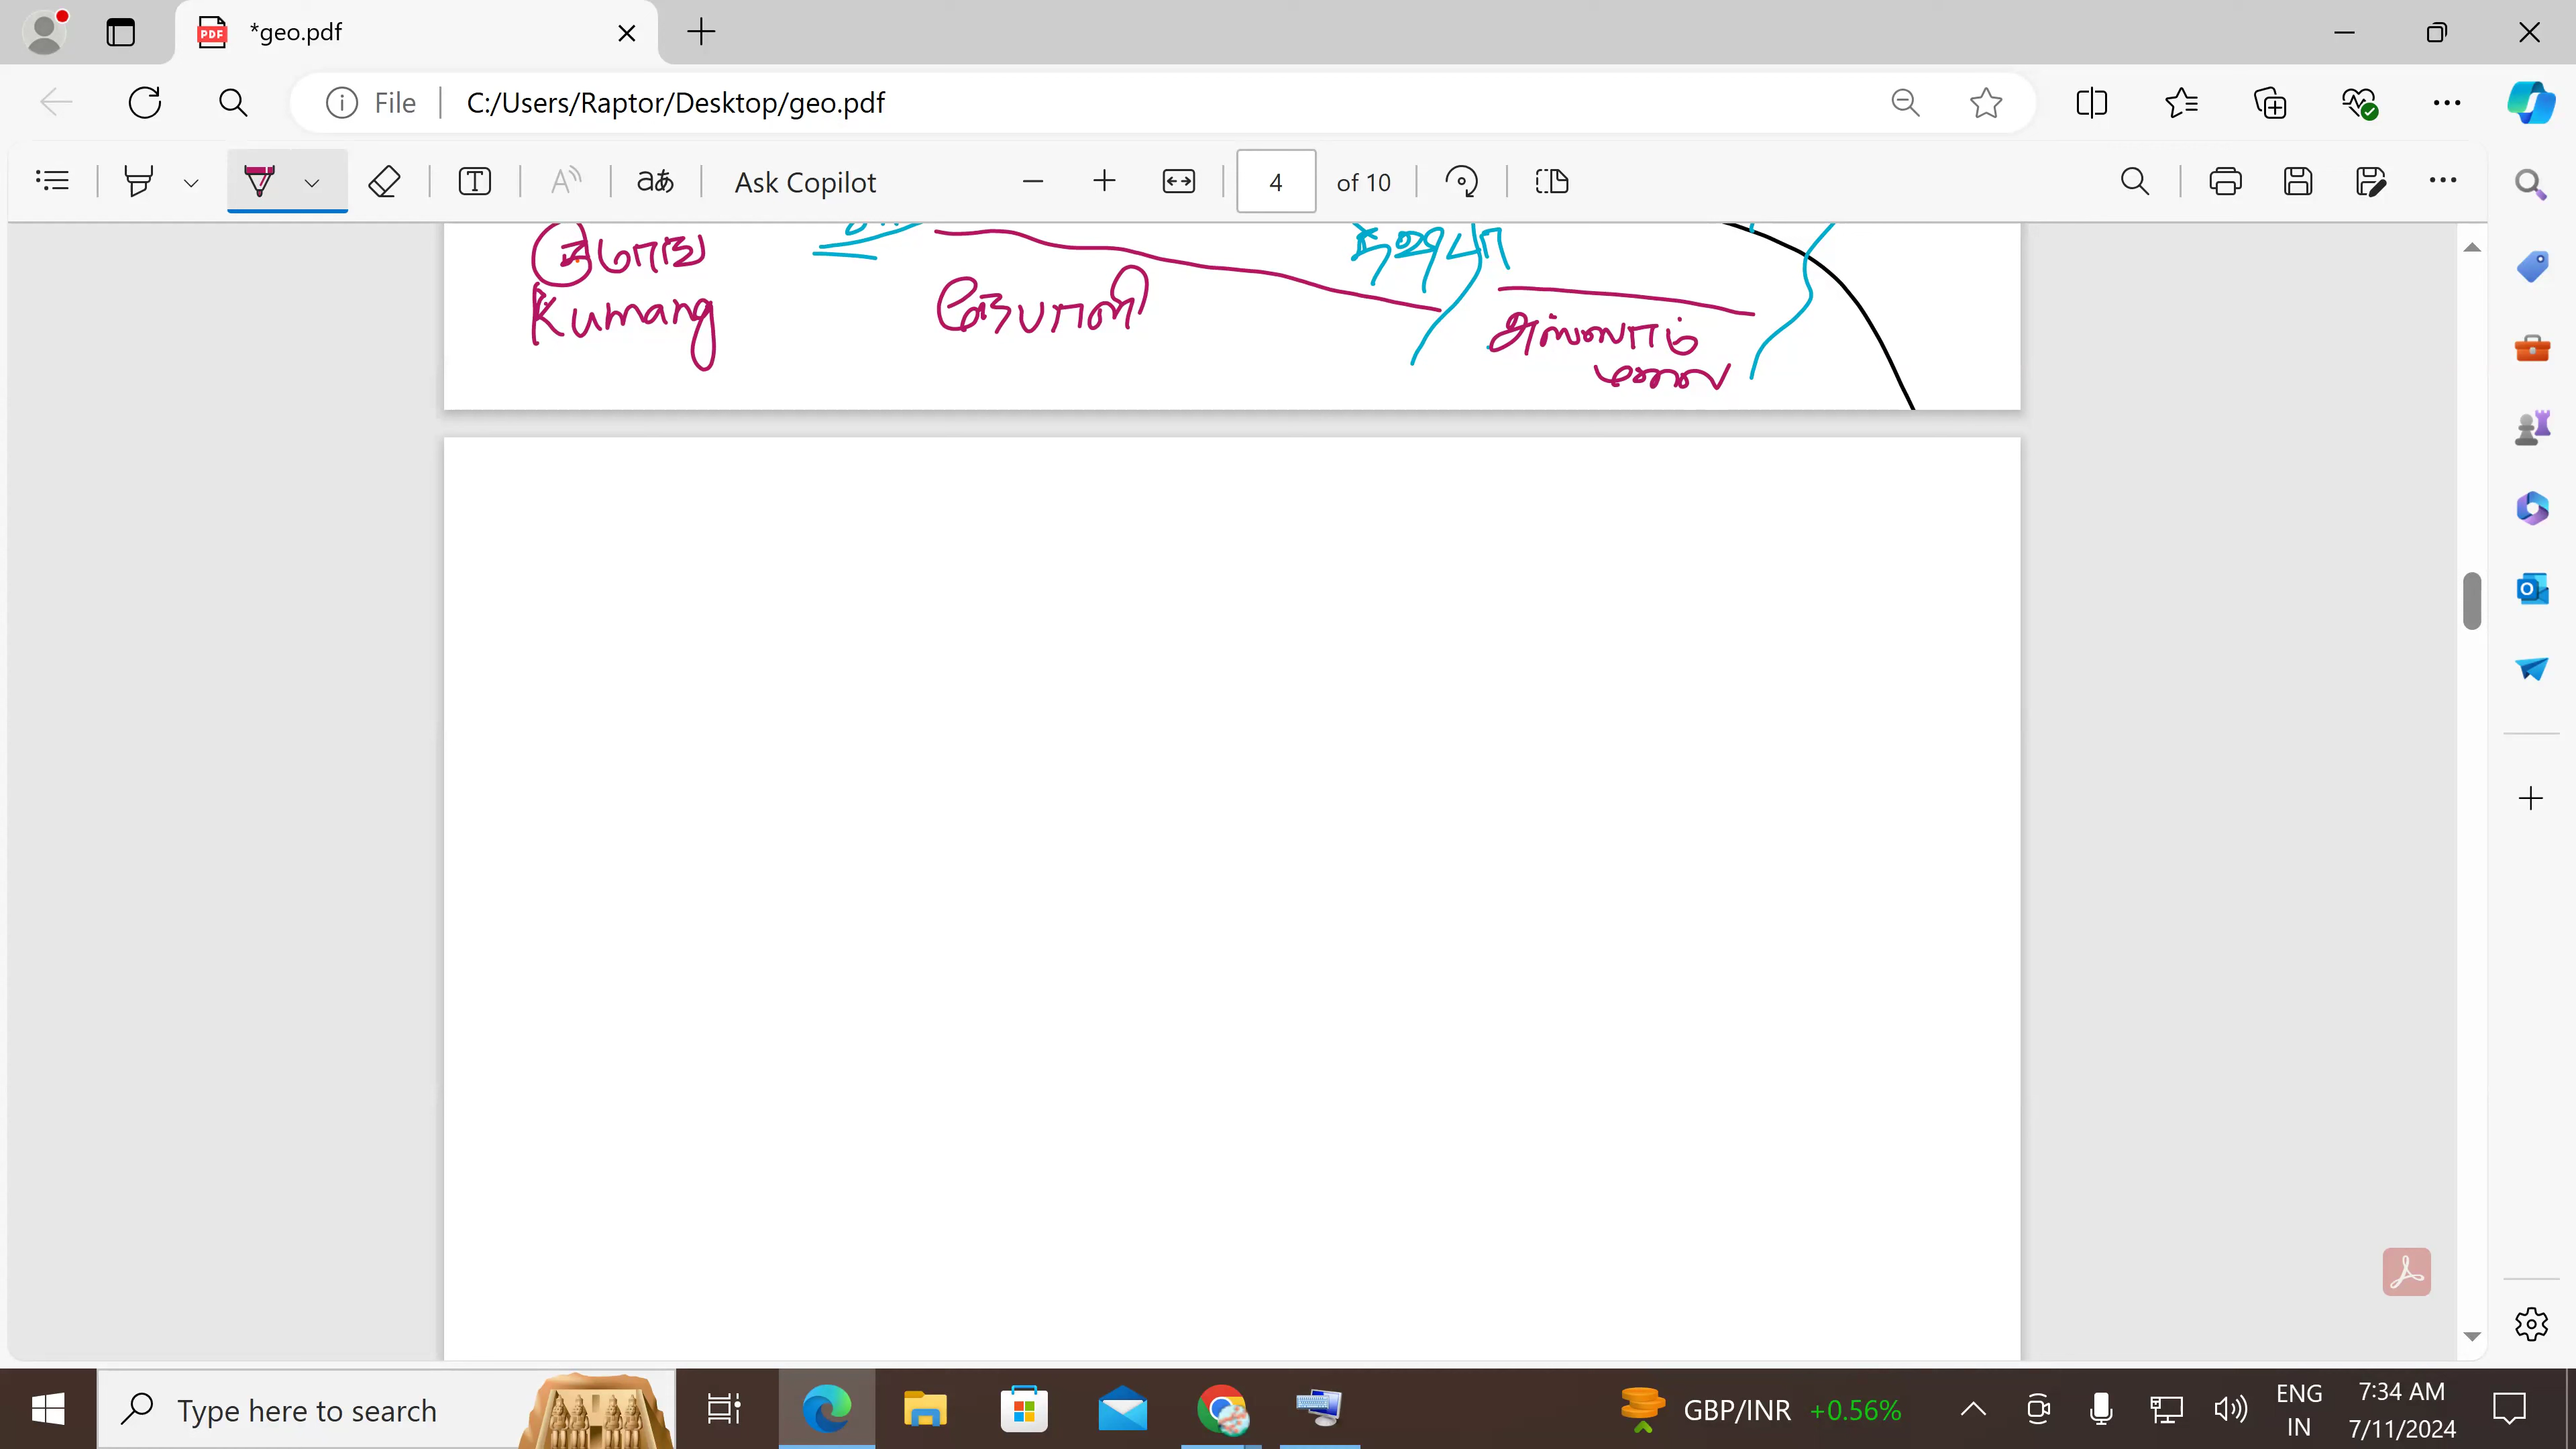 *geo.pdf
File
C:/Users/Raptor/Desktop/geo.pdf
Ask Copilot
4 of 10
Kumang
நேபாளி
Type here to search
GBP/INR +0.56%
ENG
IN
7:34 AM
7/11/2024